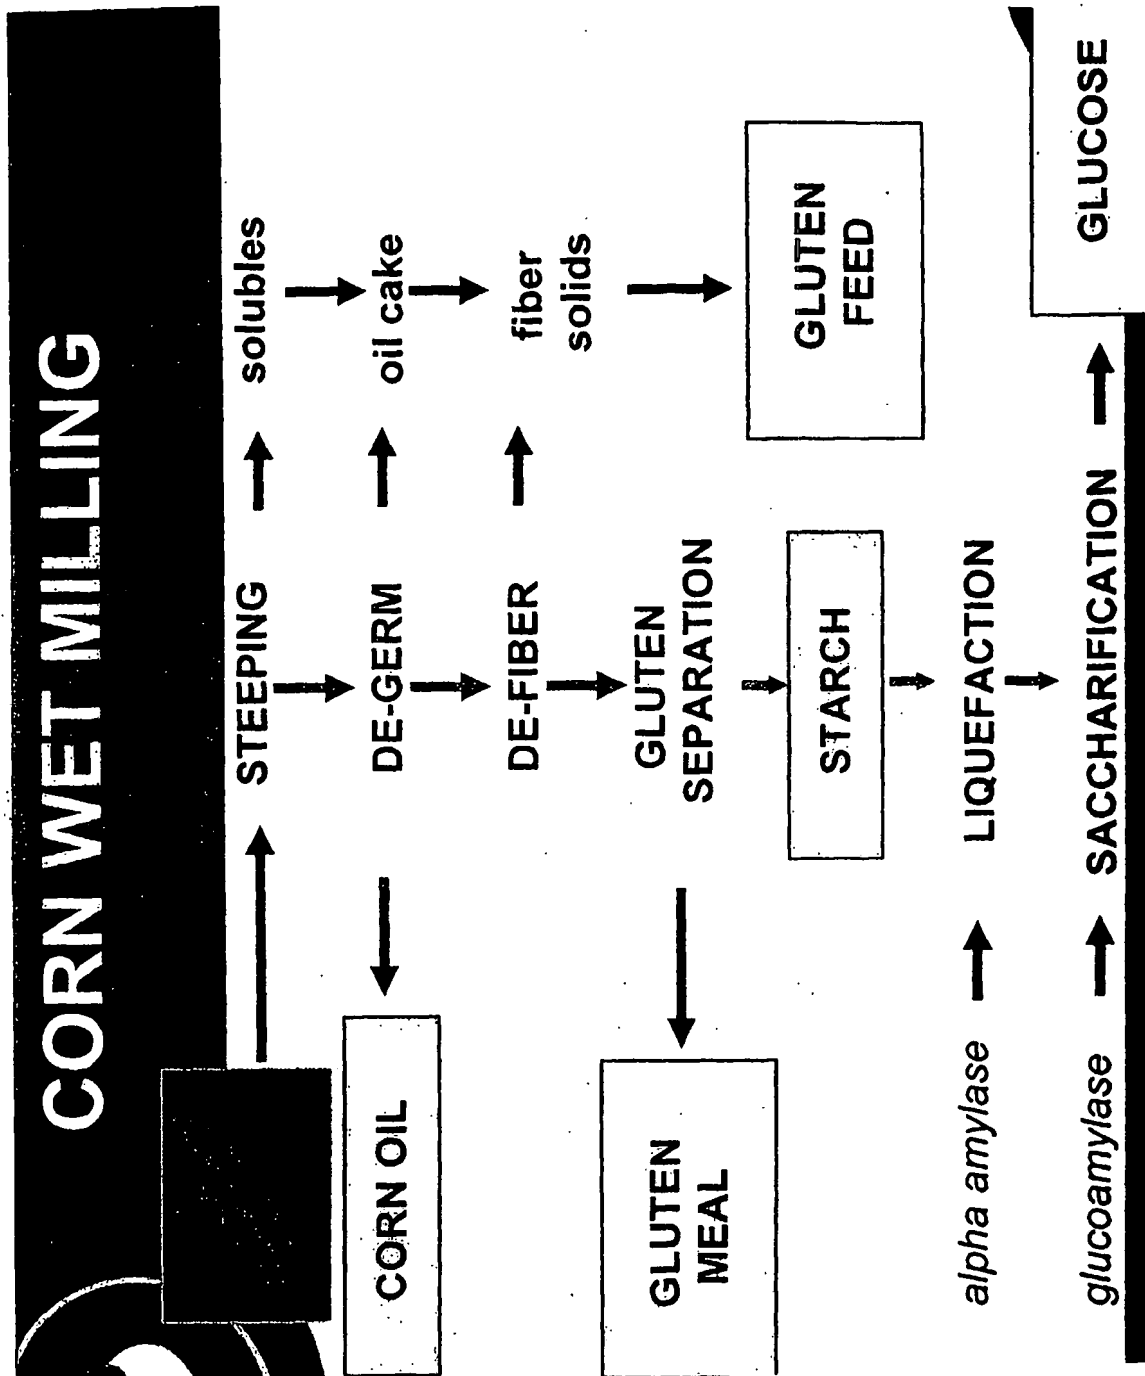 CORN WET MILLING
STEEPING
solubles
CORN OIL
DE-GERM
oil cake
DE-FIBER
fiber
solids
GLUTEN
MEAL
GLUTEN
SEPARATION
GLUTEN
FEED
STARCH
alpha amylase
LIQUEFACTION
glucoamylase
SACCHARIFICATION
GLUCOSE